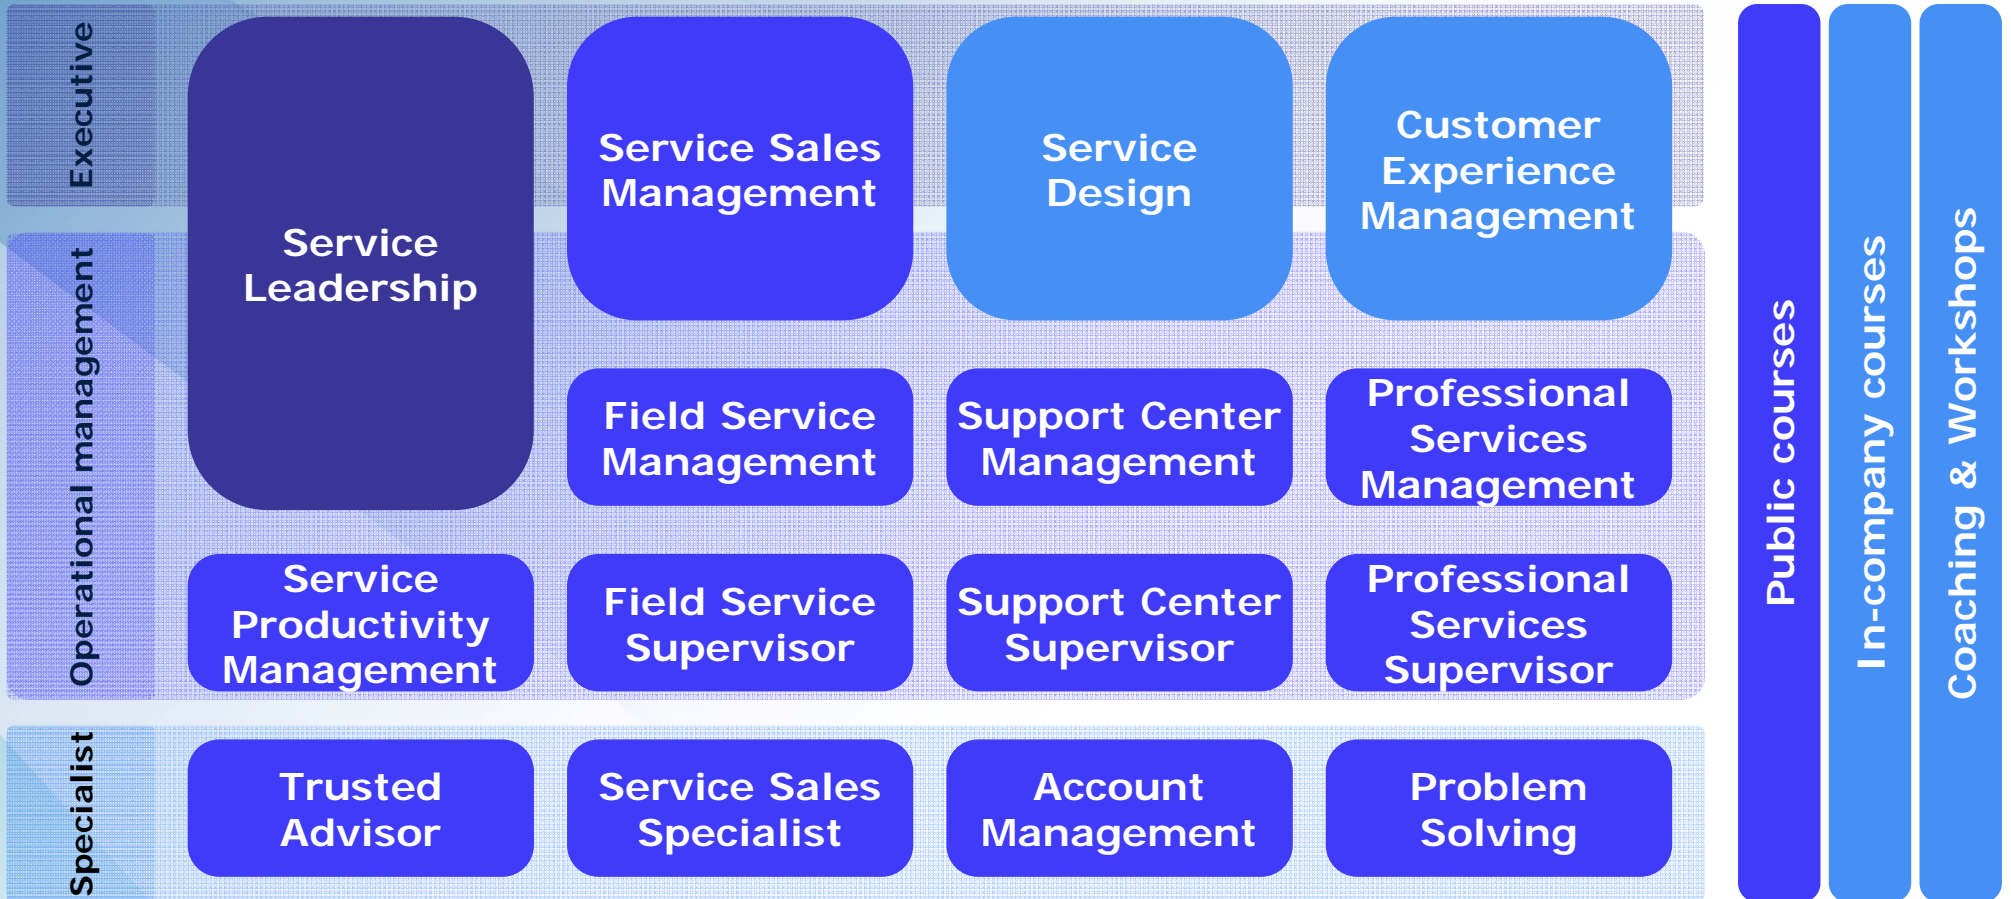 Executive
Service
Leadership
Service Sales
Management
Service
Design
Customer
Experience
Management
Operational management
Field Service
Management
Support Center
Management
Professional
Services
Management
Service
Productivity
Management
Field Service
Supervisor
Support Center
Supervisor
Professional
Services
Supervisor
Specialist
Trusted
Advisor
Service Sales
Specialist
Account
Management
Problem
Solving
Public courses
In-company courses
Coaching & Workshops